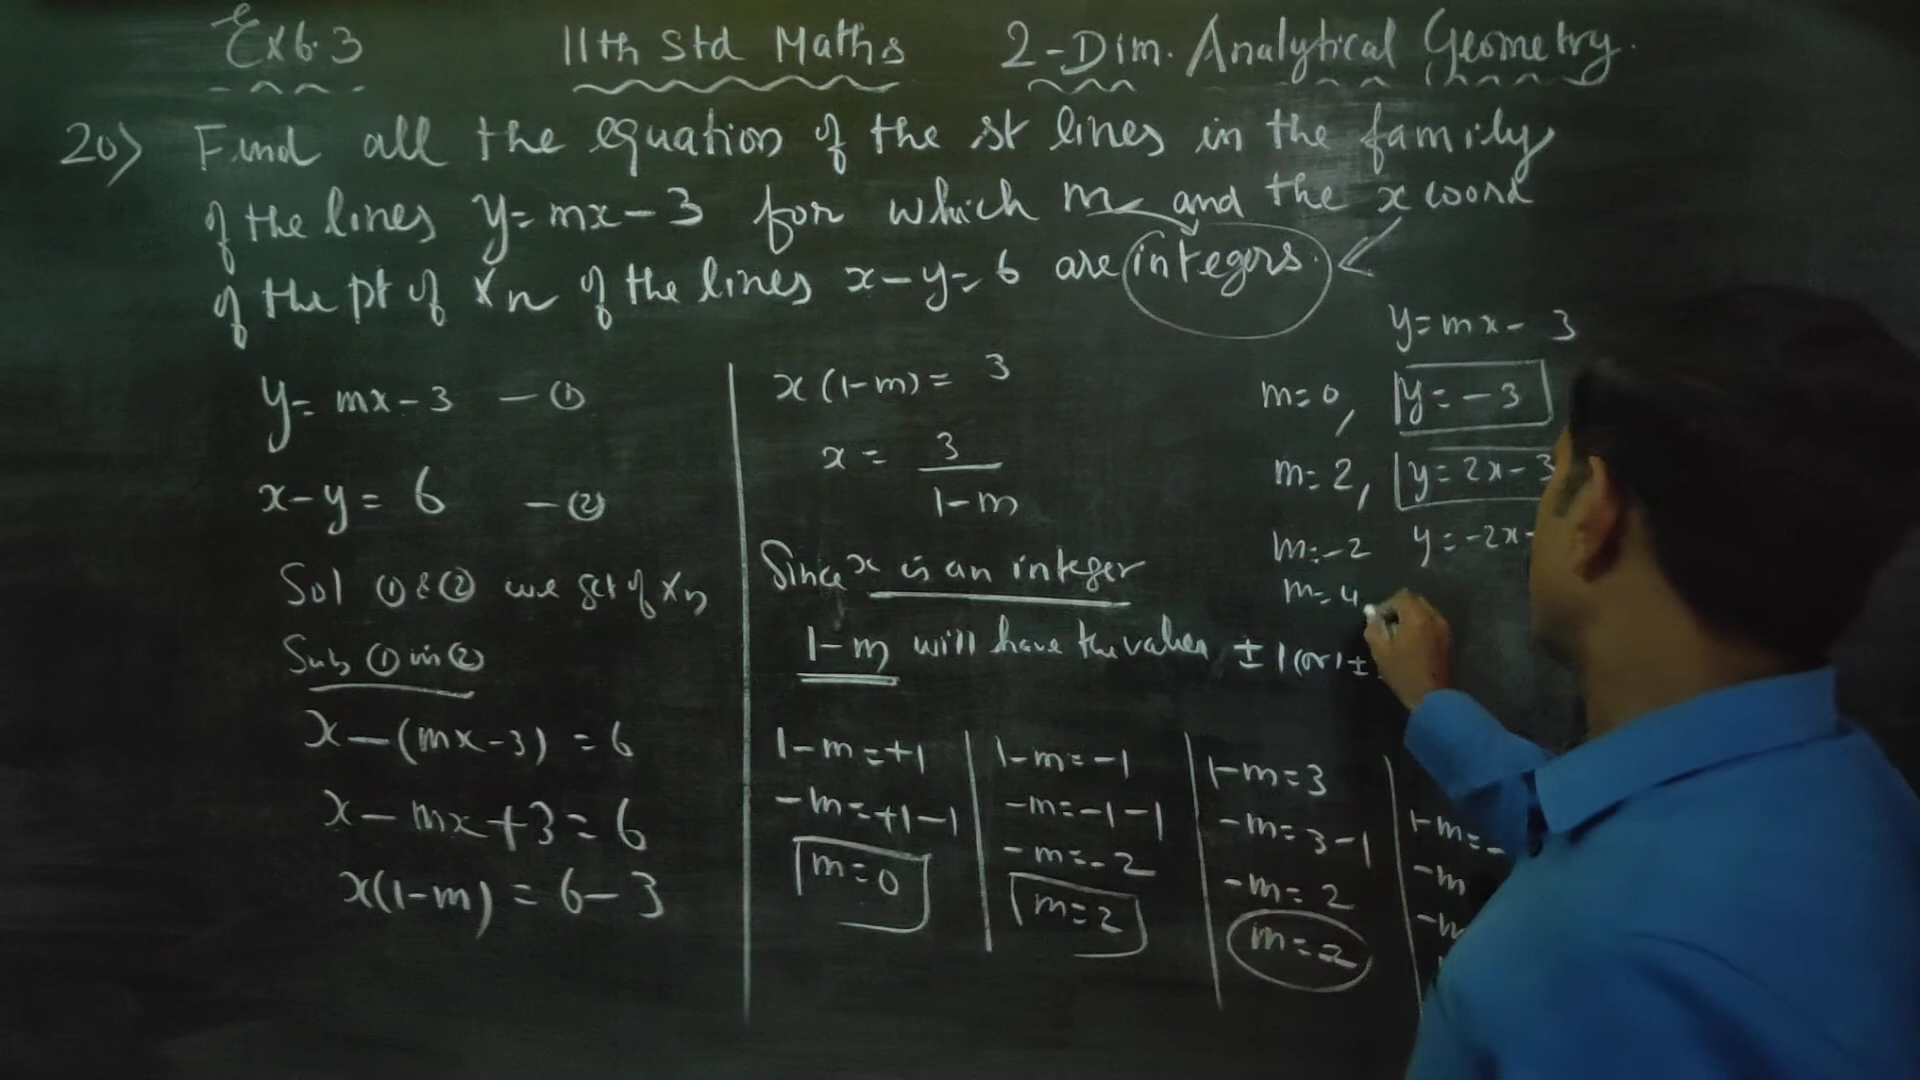 Ex 6.3 11th Std Maths 2-Dim. Analytical Geometry.
20) Find all the equation of the st lines in the family
of the lines y = mx - 3 for which m and the x coord
of the pt of xn of the lines x - y = 6 are integers.
y = mx - 3 - ①
x - y = 6 - ②
Sol ① & ② we get of xn
Sub ① in ②
x - (mx - 3) = 6
x - mx + 3 = 6
x(1 - m) = 6 - 3
x(1 - m) = 3
x = 3 / 1 - m
Since x is an integer
1 - m will have the values ± 1 (or) ±
1 - m = +1
-m = +1 - 1
m = 0
1 - m = -1
-m = -1 - 1
-m = -2
m = 2
1 - m = 3
-m = 3 - 1
-m = 2
m = -2
1 - m = -
-m
-m
y = mx - 3
m = 0, y = -3
m = 2, y = 2x - 3
m = -2 y = -2x -
m = 4